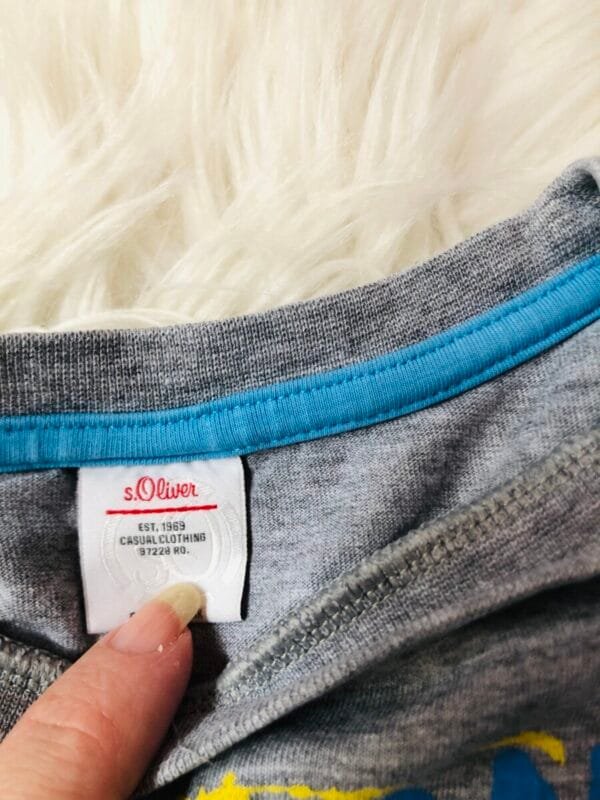 s.Oliver
EST. 1969
CASUAL CLOTHING
97228 RO.